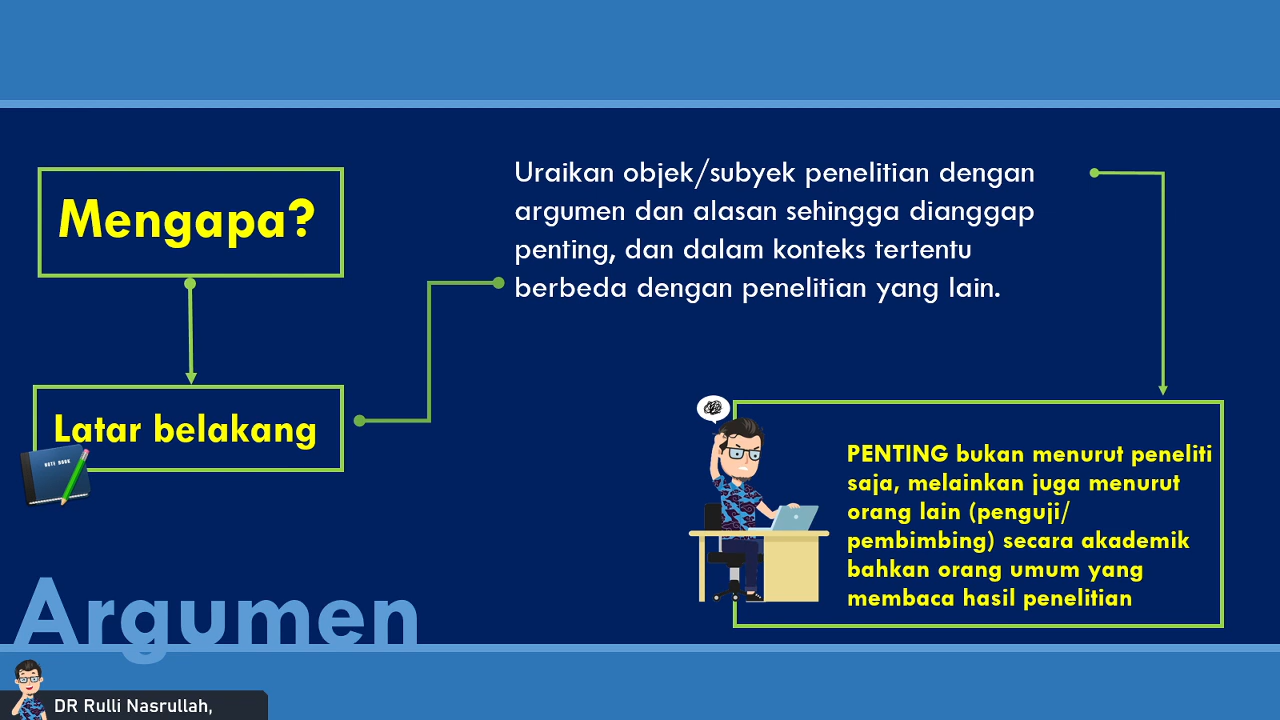 Mengapa?
Uraikan objek/subyek penelitian dengan
argumen dan alasan sehingga dianggap
penting, dan dalam konteks tertentu
berbeda dengan penelitian yang lain.
Latar belakang
NOTE BOOK
PENTING bukan menurut peneliti
saja, melainkan juga menurut
orang lain (penguji/
pembimbing) secara akademik
bahkan orang umum yang
membaca hasil penelitian
Argumen
DR Rulli Nasrullah,